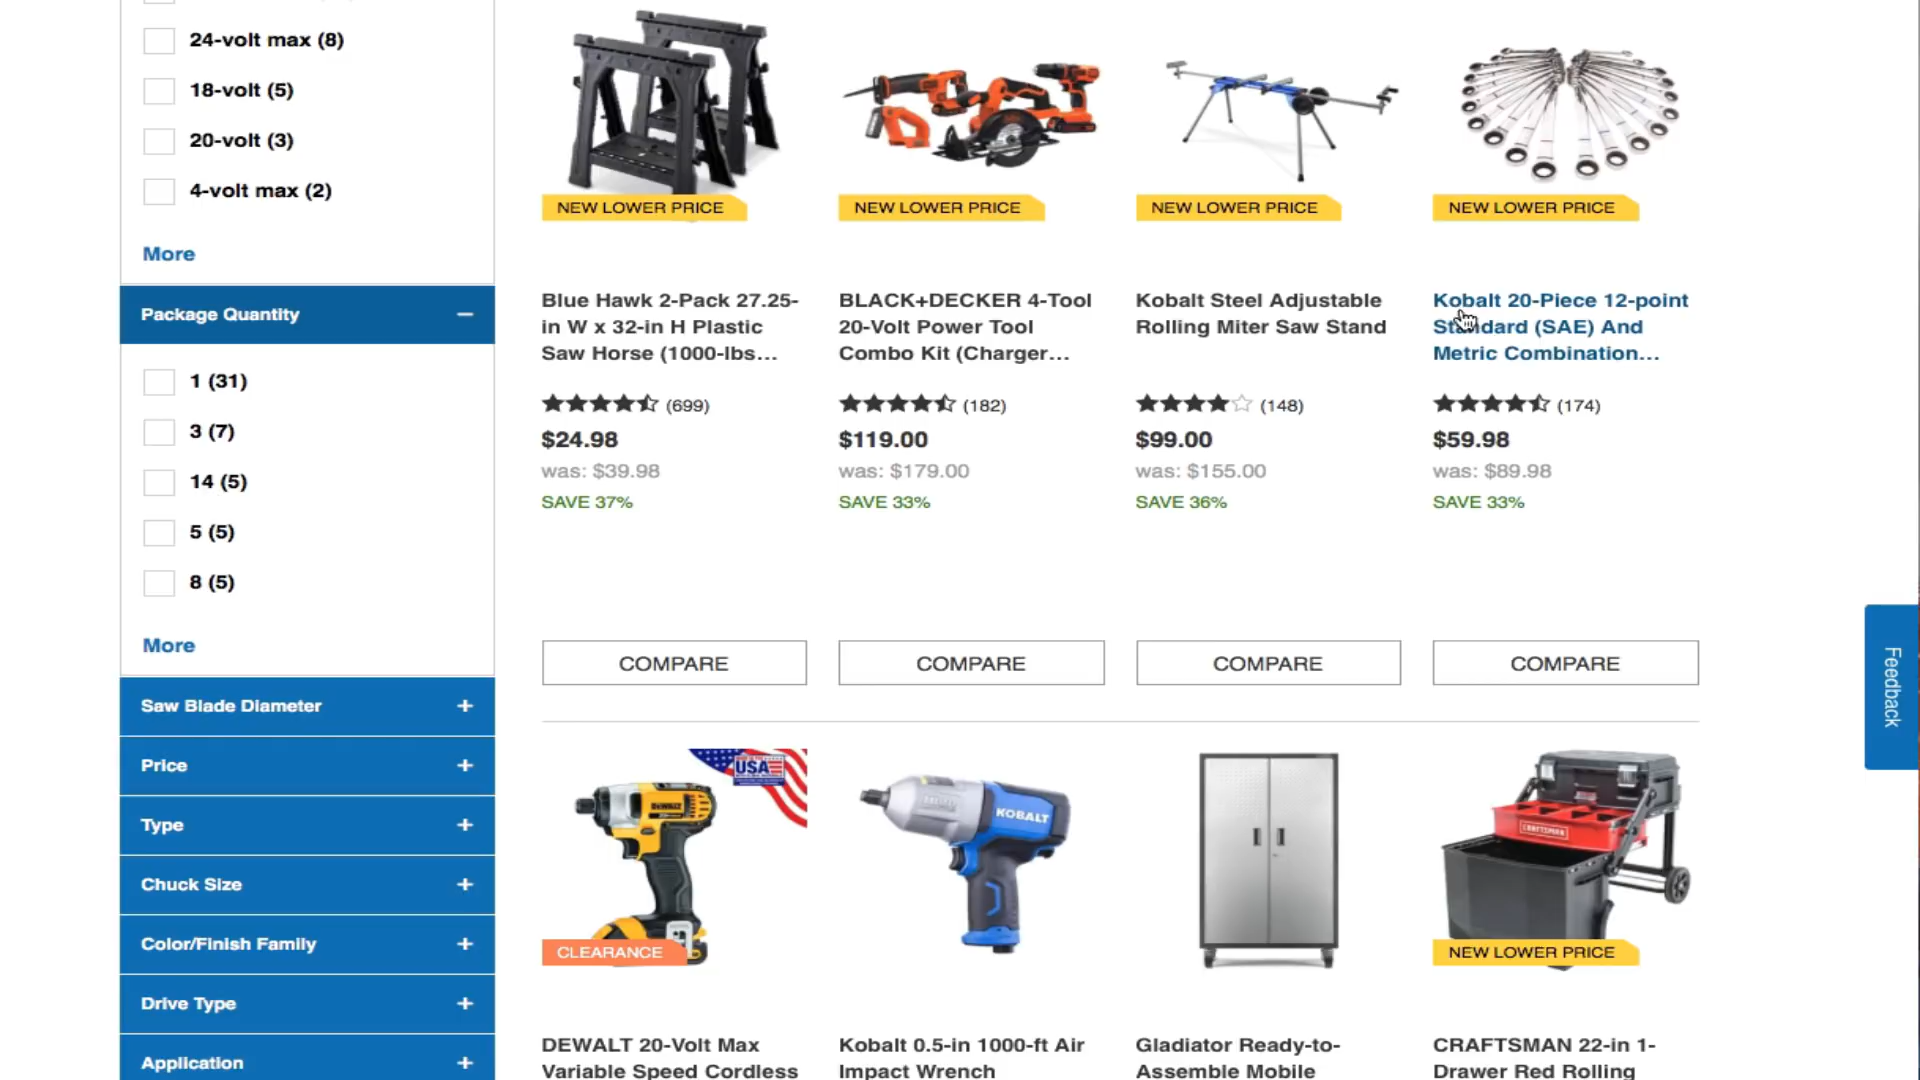 24-volt max (8)
18-volt (5)
20-volt (3)
4-volt max (2)
More
Package Quantity
1 (31)
3 (7)
14 (5)
5 (5)
8 (5)
More
Saw Blade Diameter
Price
Type
Chuck Size
Color/Finish Family
Drive Type
Application
NEW LOWER PRICE
Blue Hawk 2-Pack 27.25-
in W x 32-in H Plastic
Saw Horse (1000-lbs...
(699)
$24.98
was: $39.98
SAVE 37%
COMPARE
NEW LOWER PRICE
BLACK+DECKER 4-Tool
20-Volt Power Tool
Combo Kit (Charger...
(182)
$119.00
was: $179.00
SAVE 33%
COMPARE
NEW LOWER PRICE
Kobalt Steel Adjustable
Rolling Miter Saw Stand
(148)
$99.00
was: $155.00
SAVE 36%
COMPARE
NEW LOWER PRICE
Kobalt 20-Piece 12-point
Standard (SAE) And
Metric Combination...
(174)
$59.98
was: $89.98
SAVE 33%
COMPARE
USA
DEWALT
CLEARANCE
DEWALT 20-Volt Max
Variable Speed Cordless
KOBALT
Kobalt 0.5-in 1000-ft Air
Impact Wrench
Gladiator Ready-to-
Assemble Mobile
CRAFTSMAN
NEW LOWER PRICE
CRAFTSMAN 22-in 1-
Drawer Red Rolling
Feedback